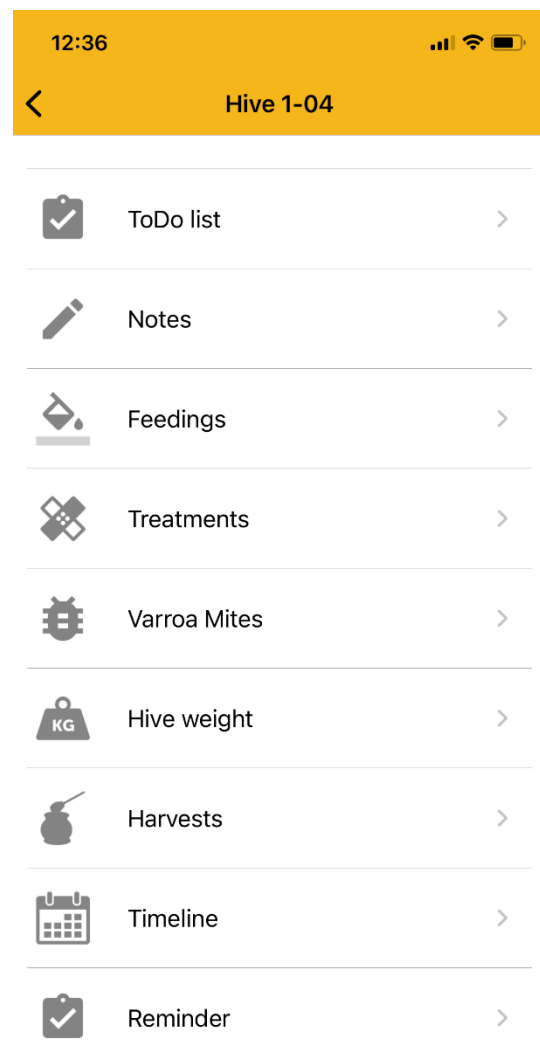 12:36
Hive 1-04
ToDo list
Notes
Feedings
Treatments
Varroa Mites
KG
Hive weight
Harvests
Timeline
Reminder